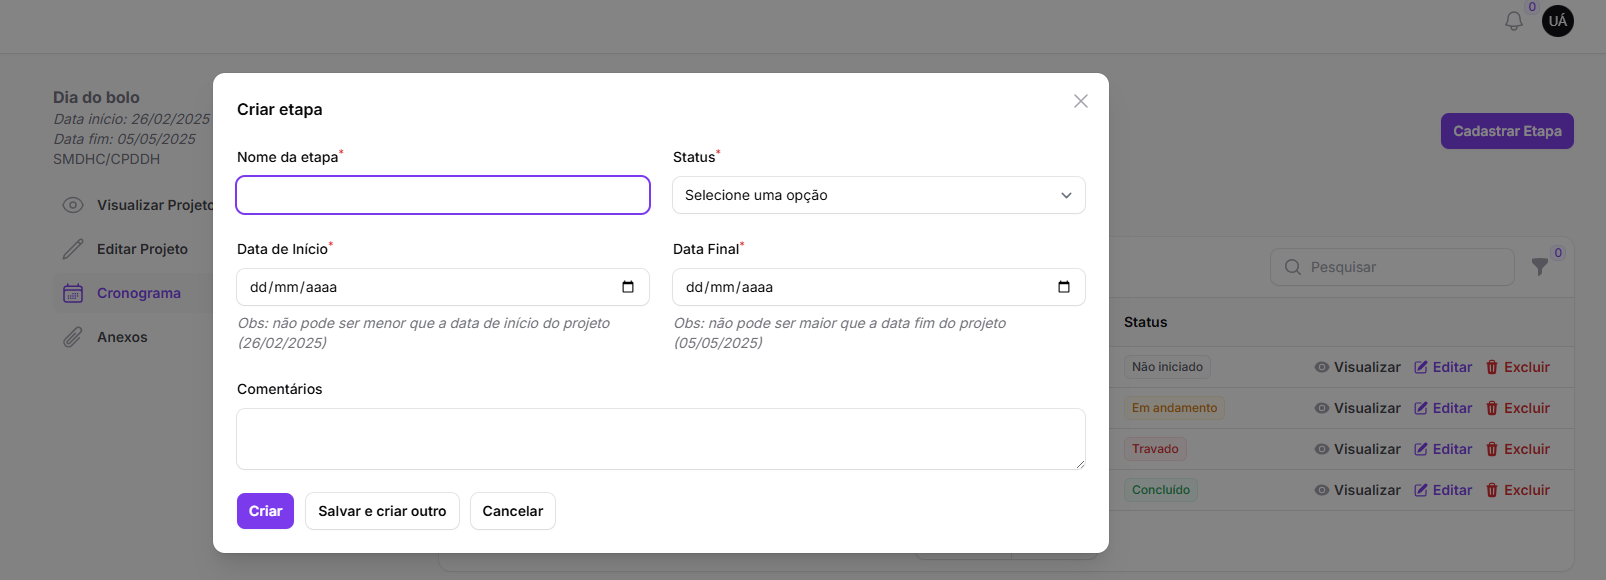 0
UÁ
Dia do bolo
Data início: 26/02/2025
Data fim: 05/05/2025
SMDHC/CPDDH
Visualizar Projeto
Editar Projeto
Cronograma
Anexos
Criar etapa
Nome da etapa*
Status*
Selecione uma opção
Data de Início*
Data Final*
dd/mm/aaaa
dd/mm/aaaa
Obs: não pode ser menor que a data de início do projeto
(26/02/2025)
Obs: não pode ser maior que a data fim do projeto
(05/05/2025)
Comentários
Criar
Salvar e criar outro
Cancelar
Cadastrar Etapa
Pesquisar
0
Status
Não iniciado Visualizar Editar Excluir
Em andamento Visualizar Editar Excluir
Travado Visualizar Editar Excluir
Concluído Visualizar Editar Excluir